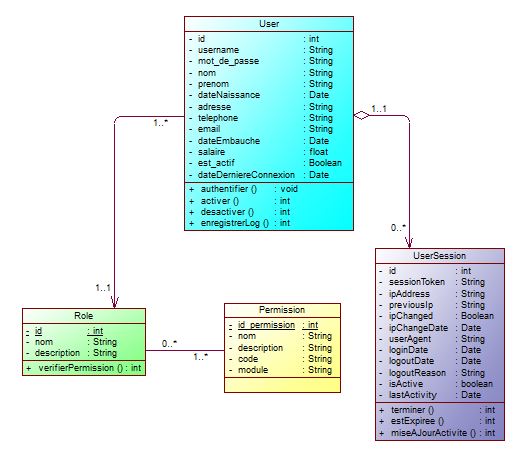 User
- id : int
- username : String
- mot_de_passe : String
- nom : String
- prenom : String
- dateNaissance : Date
- adresse : String
- telephone : String
- email : String
- dateEmbauche : Date
- salaire : float
- est_actif : Boolean
- dateDerniereConnexion : Date
+ authentifier () : void
+ activer () : int
+ desactiver () : int
+ enregistrerLog () : int
1..*
1..1
0..*
1..1
UserSession
- id : int
- sessionToken : String
- ipAddress : String
- previousIp : String
- ipChanged : Boolean
- ipChangeDate : Date
- userAgent : String
- loginDate : Date
- logoutDate : Date
- logoutReason : String
- isActive : boolean
- lastActivity : Date
+ terminer () : int
+ estExpiree () : int
+ miseAJourActivite () : int
Role
- id : int
- nom : String
- description : String
+ verifierPermission () : int
0..*
1..*
Permission
- id_permission : int
- nom : String
- description : String
- code : String
- module : String